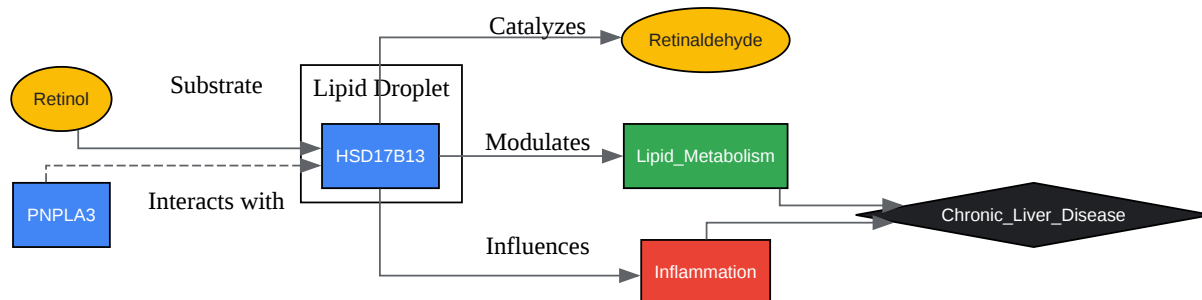 Catalyzes
Retinaldehyde
Substrate
Lipid Droplet
Retinol
HSD17B13
Modulates
Lipid_Metabolism
Interacts with
PNPLA3
Chronic_Liver_Disease
Influences
Inflammation